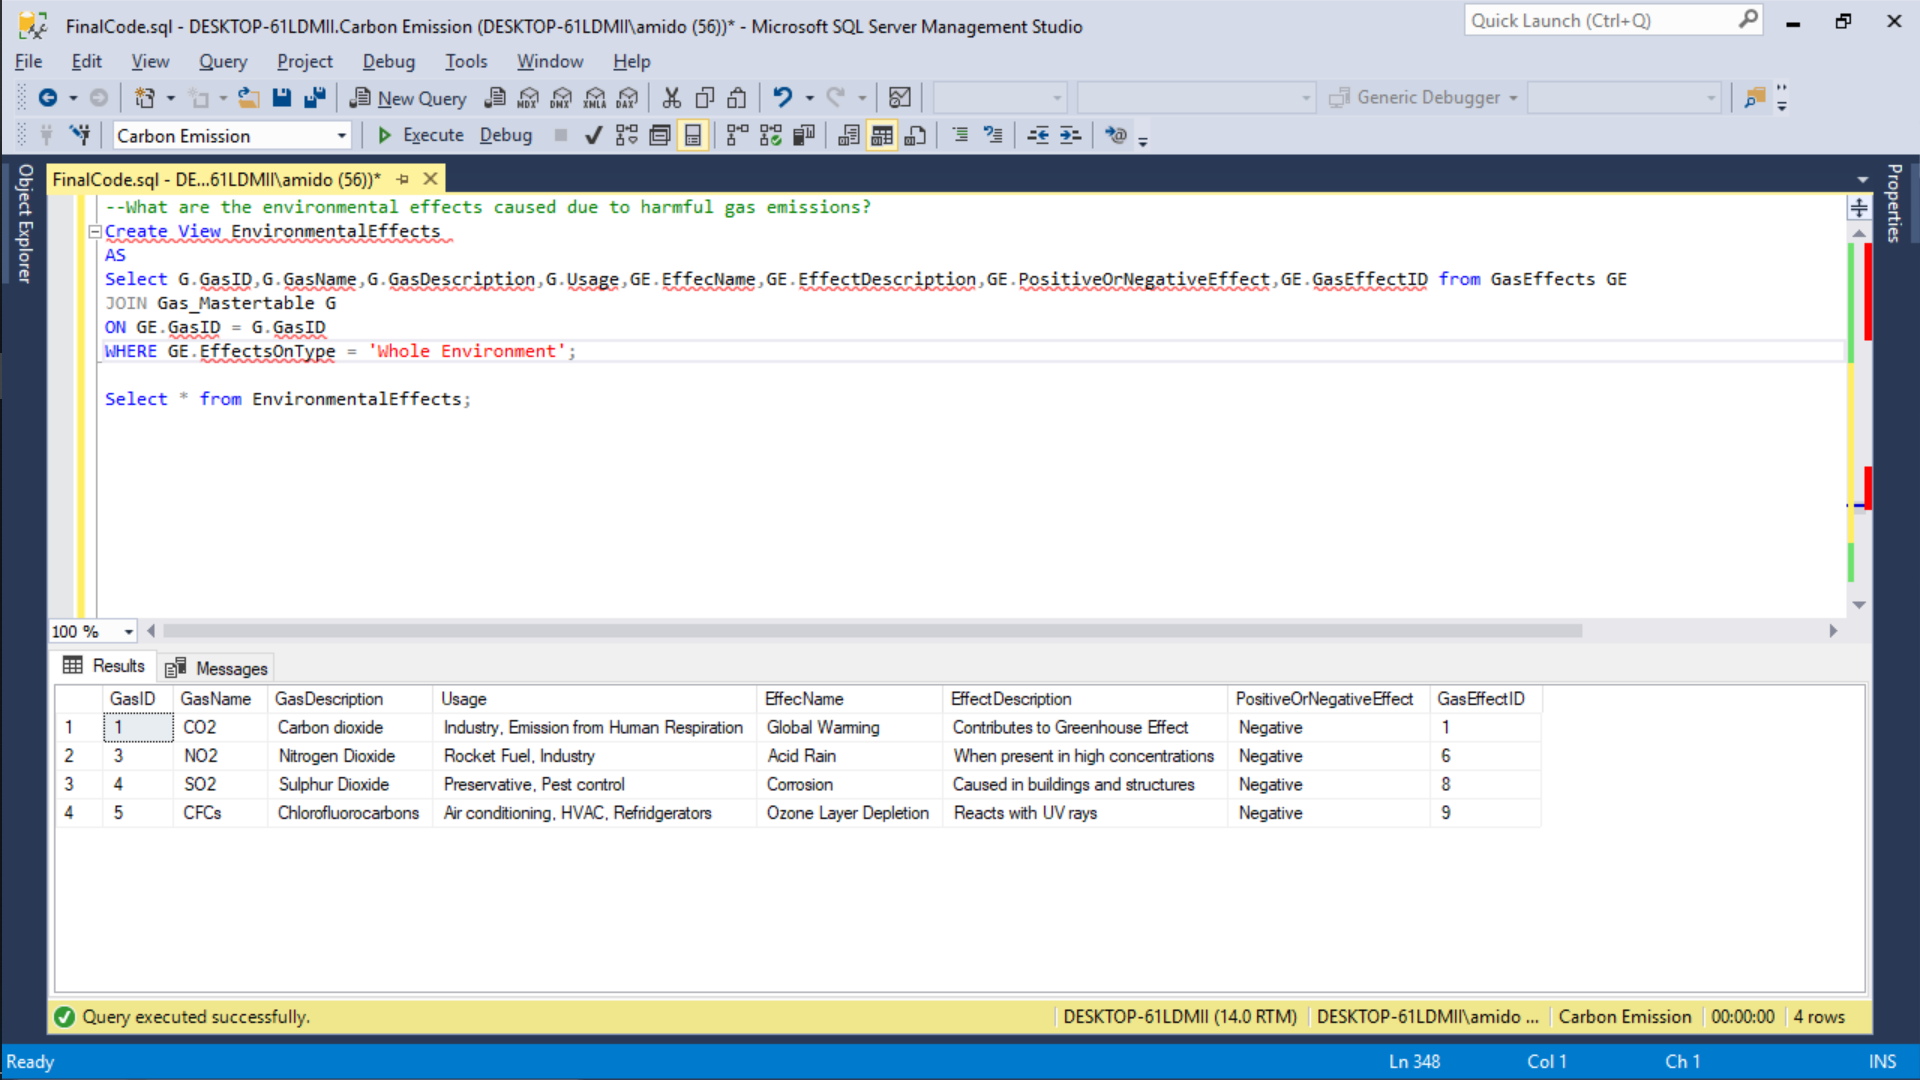 FinalCode.sql - DESKTOP-61LDMII.Carbon Emission (DESKTOP-61LDMII\amido (56))* - Microsoft SQL Server Management Studio
Quick Launch (Ctrl+Q)
File Edit View Query Project Debug Tools Window Help
New Query MDX DMX XMLA DAX Generic Debugger
Carbon Emission Execute Debug
Object Explorer
Properties
FinalCode.sql - DE...61LDMII\amido (56))*
--What are the environmental effects caused due to harmful gas emissions?
Create View EnvironmentalEffects
AS
Select G.GasID,G.GasName,G.GasDescription,G.Usage,GE.EffecName,GE.EffectDescription,GE.PositiveOrNegativeEffect,GE.GasEffectID from GasEffects GE
JOIN Gas_Mastertable G
ON GE.GasID = G.GasID
WHERE GE.EffectsOnType = 'Whole Environment';
Select * from EnvironmentalEffects;
100 %
Results Messages
GasID GasName GasDescription Usage EffecName EffectDescription PositiveOrNegativeEffect GasEffectID
1 1 CO2 Carbon dioxide Industry, Emission from Human Respiration Global Warming Contributes to Greenhouse Effect Negative 1
2 3 NO2 Nitrogen Dioxide Rocket Fuel, Industry Acid Rain When present in high concentrations Negative 6
3 4 SO2 Sulphur Dioxide Preservative, Pest control Corrosion Caused in buildings and structures Negative 8
4 5 CFCs Chlorofluorocarbons Air conditioning, HVAC, Refridgerators Ozone Layer Depletion Reacts with UV rays Negative 9
Query executed successfully. DESKTOP-61LDMII (14.0 RTM) DESKTOP-61LDMII\amido ... Carbon Emission 00:00:00 4 rows
Ready Ln 348 Col 1 Ch 1 INS